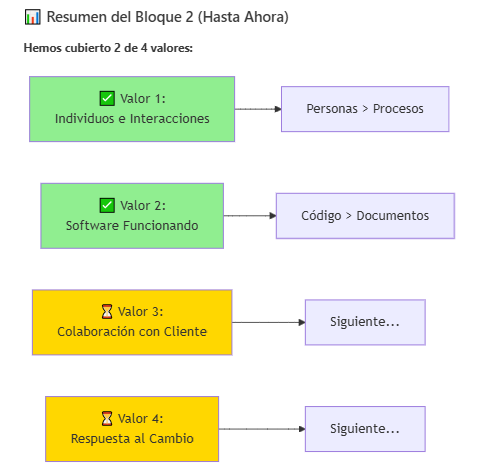 📊 Resumen del Bloque 2 (Hasta Ahora)
Hemos cubierto 2 de 4 valores:
✅ Valor 1:
Individuos e Interacciones
Personas > Procesos
✅ Valor 2:
Software Funcionando
Código > Documentos
⏳ Valor 3:
Colaboración con Cliente
Siguiente...
⏳ Valor 4:
Respuesta al Cambio
Siguiente...